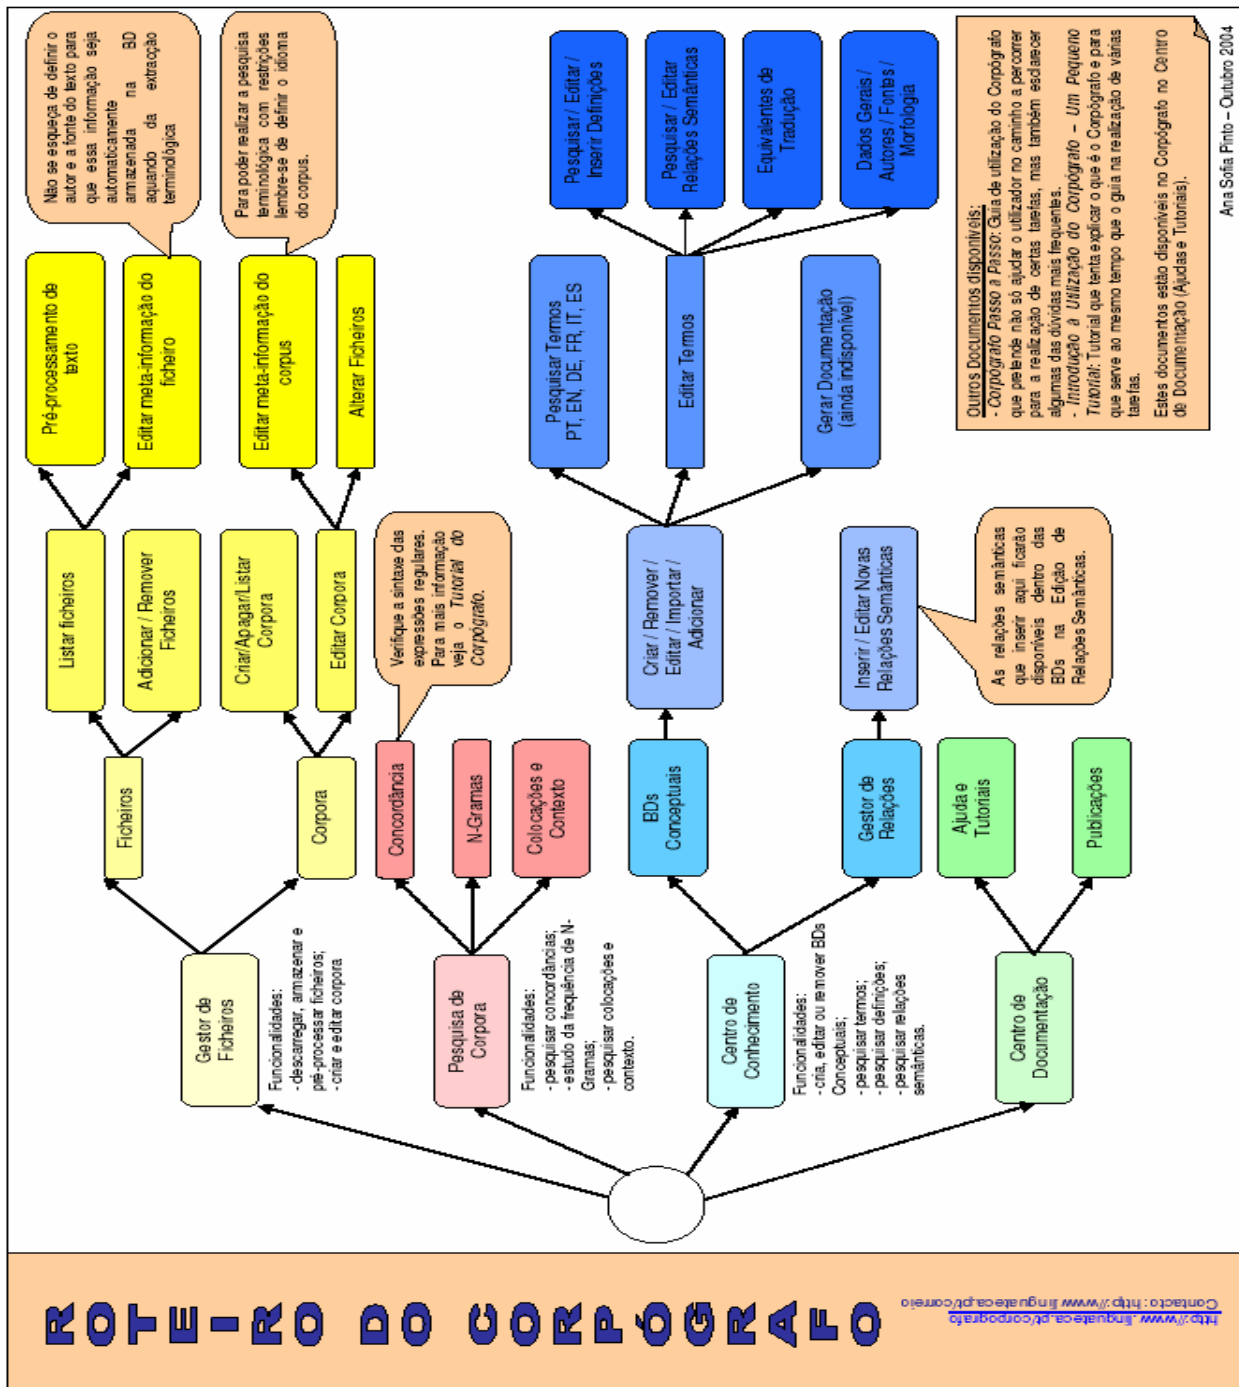 ROTEIRO DO CORPÓGRAFO
http://www.linguateca.pt/corpografo
Contacto: http://www.linguateca.pt/correio
Gestor de
Ficheiros
Funcionalidades:
- descarregar, armazenar e
pré-processar ficheiros;
- criar e editar corpora
Ficheiros
Listar ficheiros
Pré-processamento de
texto
Editar meta-informação do
ficheiro
Não se esqueça de definir o
autor e a fonte do texto para
que essa informação seja
automaticamente
armazenada na BD
aquando da extracção
terminológica
Adicionar / Remover
Ficheiros
Corpora
Criar/Apagar/Listar
Corpora
Editar Corpora
Editar meta-informação do
corpus
Para poder realizar a pesquisa
terminológica com restrições
lembre-se de definir o idioma
do corpus.
Alterar Ficheiros
Pesquisa de
Corpora
Funcionalidades:
- pesquisar concordâncias;
- estudo da frequência de N-
Gramas;
- pesquisar colocações e
contexto.
Concordância
Verifique a sintaxe das
expressões regulares.
Para mais informação
veja o Tutorial do
Corpógrafo.
N-Gramas
Colocações e
Contexto
Centro de
Conhecimento
Funcionalidades:
- cria, editar ou remover BDs
Conceptuais;
- pesquisar termos;
- pesquisar definições;
- pesquisar relações
semânticas.
BDs
Conceptuais
Criar / Remover /
Editar / Importar /
Adicionar
Pesquisar Termos
PT, EN, DE, FR, IT, ES
Editar Termos
Pesquisar / Editar /
Inserir Definições
Pesquisar / Editar
Relações Semânticas
Equivalentes de
Tradução
Dados Gerais /
Autores / Fontes /
Morfologia
Gerar Documentação
(ainda indisponível)
Gestor de
Relações
Inserir / Editar Novas
Relações Semânticas
As relações semânticas
que inserir aqui ficarão
disponíveis dentro das
BDs na Edição de
Relações Semânticas.
Centro de
Documentação
Ajuda e
Tutoriais
Publicações
Outros Documentos disponíveis:
- Corpógrafo Passo a Passo: Guia de utilização do Corpógrafo
que pretende não só ajudar o utilizador no caminho a percorrer
para a realização de certas tarefas, mas também esclarecer
algumas das dúvidas mais frequentes.
- Introdução à Utilização do Corpógrafo – Um Pequeno
Tutorial: Tutorial que tenta explicar o que é o Corpógrafo e para
que serve ao mesmo tempo que o guia na realização de várias
tarefas.
Estes documentos estão disponíveis no Corpógrafo no Centro
de Documentação (Ajudas e Tutoriais).
Ana Sofia Pinto – Outubro 2004